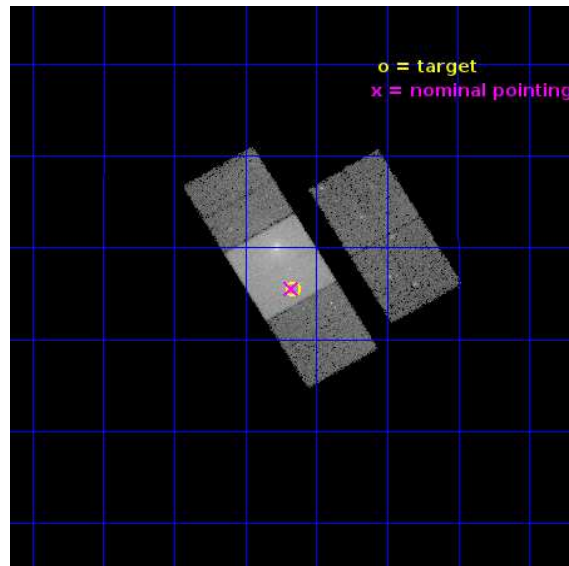 o = target
x = nominal pointing